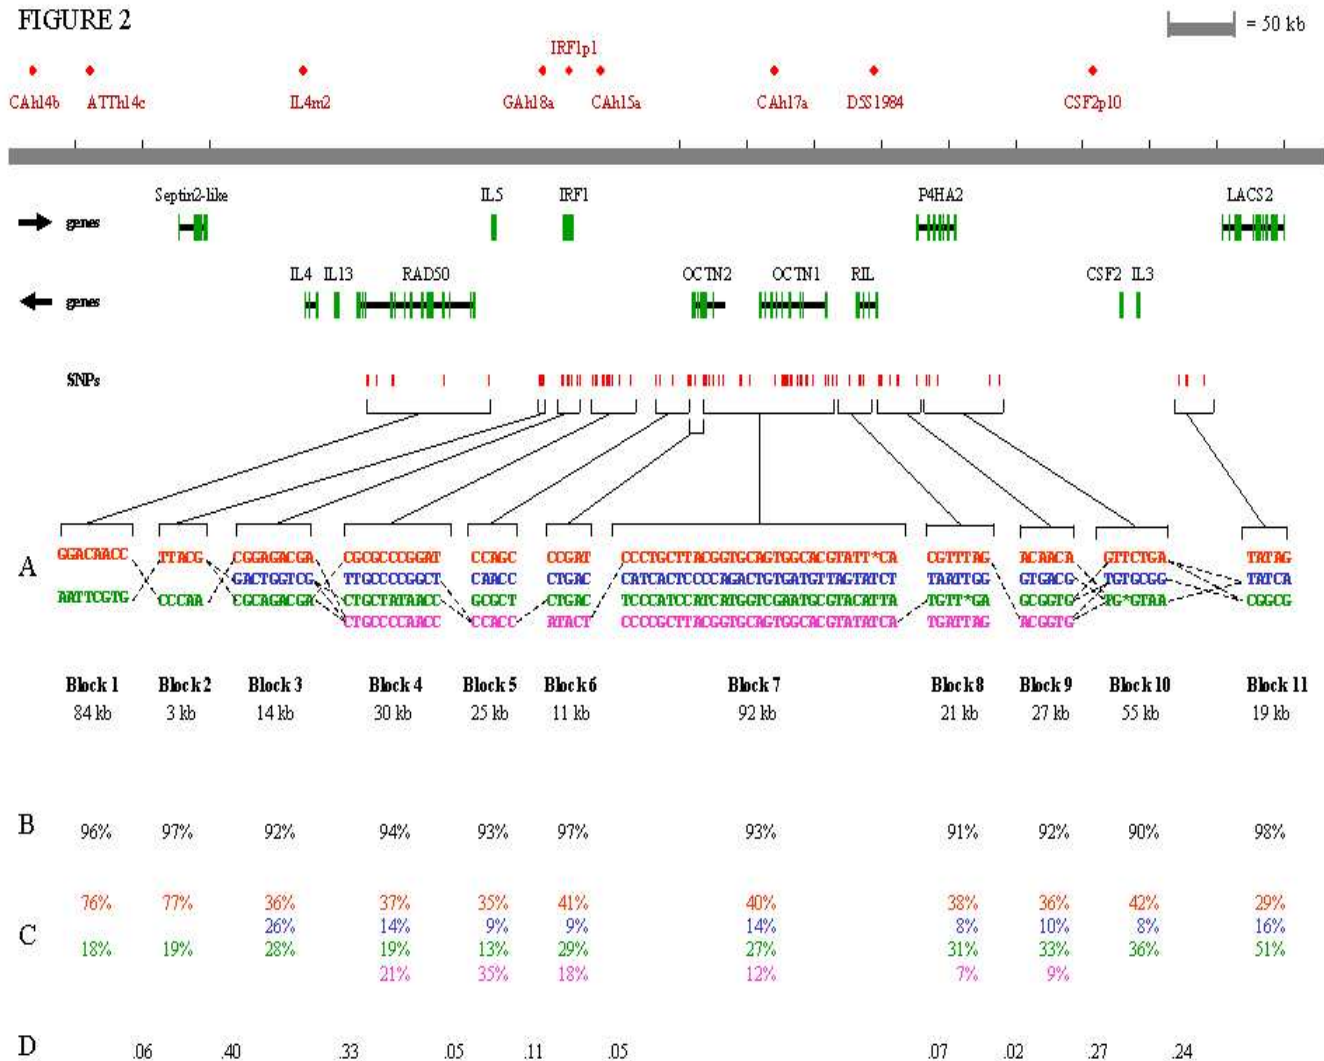 FIGURE 2
= 50 kb
IRF1p1
CAh14b ATTh14c IL4m2 GAh18a CAh15a CAh17a D5S1984 CSF2p10
Septin2-like IL5 IRF1 P4HA2 LACS2
genes
IL4 IL13 RAD50 OCTN2 OCTN1 RIL CSF2 IL3
genes
SNPs
A
GGACAACC TTACG CGGAGACGA CGCGCCCGGAT CCAGC CCGAT CCCTGCTTACGGTGCAGTGGCACGTATT*CA CGTTTAG ACAACA GTTCTGA TATAG
GACTGGTCG TTGCCCCGGCT CAACC CTGAC CATCACTCCCCAGACTGTGATGTTAGTATCT TAATTGG GTGACG TGTGCGG TATCA
AATTCGTG CCCAA CGCAGACGA CTGCTATAACC GCGCT CTGAC TCCCATCCATCATGGTCGAATGCGTACATTA TGTT*GA GCGGTG TG*GTAA CGGCG
CTGCCCCAACC CCACC ATACT CCCCGCTTACGGTGCAGTGGCACGTATATCA TGATTAG ACGGTG
Block 1 Block 2 Block 3 Block 4 Block 5 Block 6 Block 7 Block 8 Block 9 Block 10 Block 11
84 kb 3 kb 14 kb 30 kb 25 kb 11 kb 92 kb 21 kb 27 kb 55 kb 19 kb
B
96% 97% 92% 94% 93% 97% 93% 91% 92% 90% 98%
C
76% 77% 36% 37% 35% 41% 40% 38% 36% 42% 29%
26% 14% 9% 9% 14% 8% 10% 8% 16%
18% 19% 28% 19% 13% 29% 27% 31% 33% 36% 51%
21% 35% 18% 12% 7% 9%
D
.06 .40 .33 .05 .11 .05 .07 .02 .27 .24